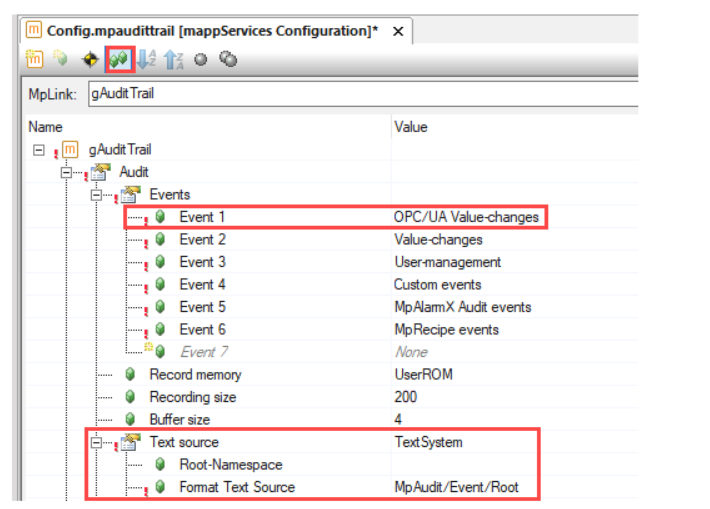 Config.mpaudittrail [mappServices Configuration]* ×
MpLink: gAuditTrail
Name Value
gAuditTrail
Audit
Events
Event 1 OPC/UA Value-changes
Event 2 Value-changes
Event 3 User-management
Event 4 Custom events
Event 5 MpAlarmX Audit events
Event 6 MpRecipe events
Event 7 None
Record memory UserROM
Recording size 200
Buffer size 4
Text source TextSystem
Root-Namespace
Format Text Source MpAudit/Event/Root